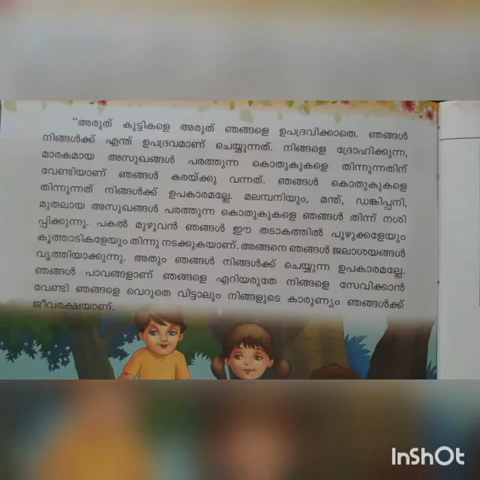 “അരുത് കുട്ടികളെ അരുത് ഞങ്ങളെ ഉപദ്രവിക്കാതെ. ഞങ്ങൾ
നിങ്ങൾക്ക് എന്ത് ഉപദ്രവമാണ് ചെയ്യുന്നത്. നിങ്ങളെ ദ്രോഹിക്കുന്ന,
മാരകമായ അസുഖങ്ങൾ പരത്തുന്ന കൊതുകുകളെ തിന്നുന്നതിന്
വേണ്ടിയാണ് ഞങ്ങൾ കരയ്ക്കു വന്നത്. ഞങ്ങൾ കൊതുകുകളെ
തിന്നുന്നത് നിങ്ങൾക്ക് ഉപകാരമല്ലേ. മലമ്പനിയും, മന്ത്, ഡങ്കിപ്പനി,
മുതലായ അസുഖങ്ങൾ പരത്തുന്ന കൊതുകുകളെ ഞങ്ങൾ തിന്ന് നശി
പ്പിക്കുന്നു. പകൽ മുഴുവൻ ഞങ്ങൾ ഈ തടാകത്തിൽ പുഴുക്കളേയും
കൂത്താടികളേയും തിന്നു നടക്കുകയാണ്. അങ്ങനെ ഞങ്ങൾ ജലാശയങ്ങൾ
വൃത്തിയാക്കുന്നു. അതും ഞങ്ങൾ നിങ്ങൾക്ക് ചെയ്യുന്ന ഉപകാരമല്ലേ.
ഞങ്ങൾ പാവങ്ങളാണ് ഞങ്ങളെ എറിയരുതേ നിങ്ങളെ സേവിക്കാൻ
വേണ്ടി ഞങ്ങളെ വെറുതെ വിട്ടാലും നിങ്ങളുടെ കാരുണ്യം ഞങ്ങൾക്ക്
ജീവരക്ഷയാണ്.
InShOt